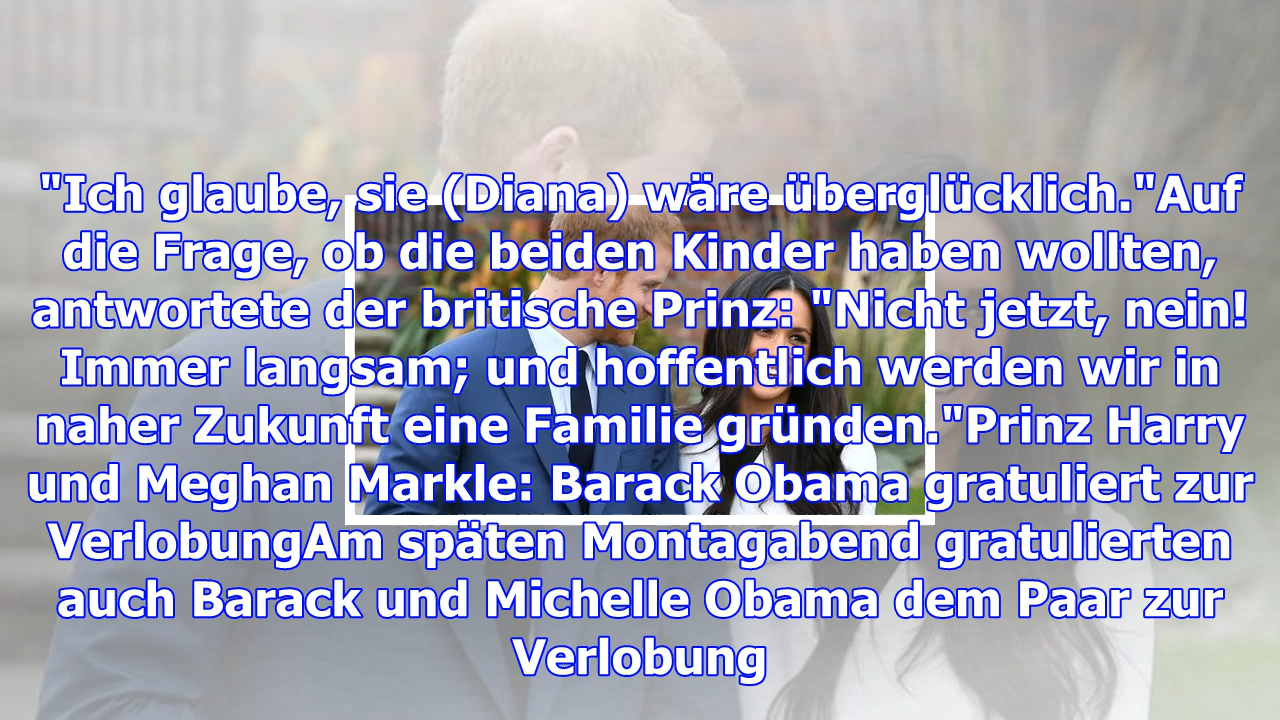 "Ich glaube, sie (Diana) wäre überglücklich."Auf
die Frage, ob die beiden Kinder haben wollten,
antwortete der britische Prinz: "Nicht jetzt, nein!
Immer langsam; und hoffentlich werden wir in
naher Zukunft eine Familie gründen."Prinz Harry
und Meghan Markle: Barack Obama gratuliert zur
VerlobungAm späten Montagabend gratulierten
auch Barack und Michelle Obama dem Paar zur
Verlobung